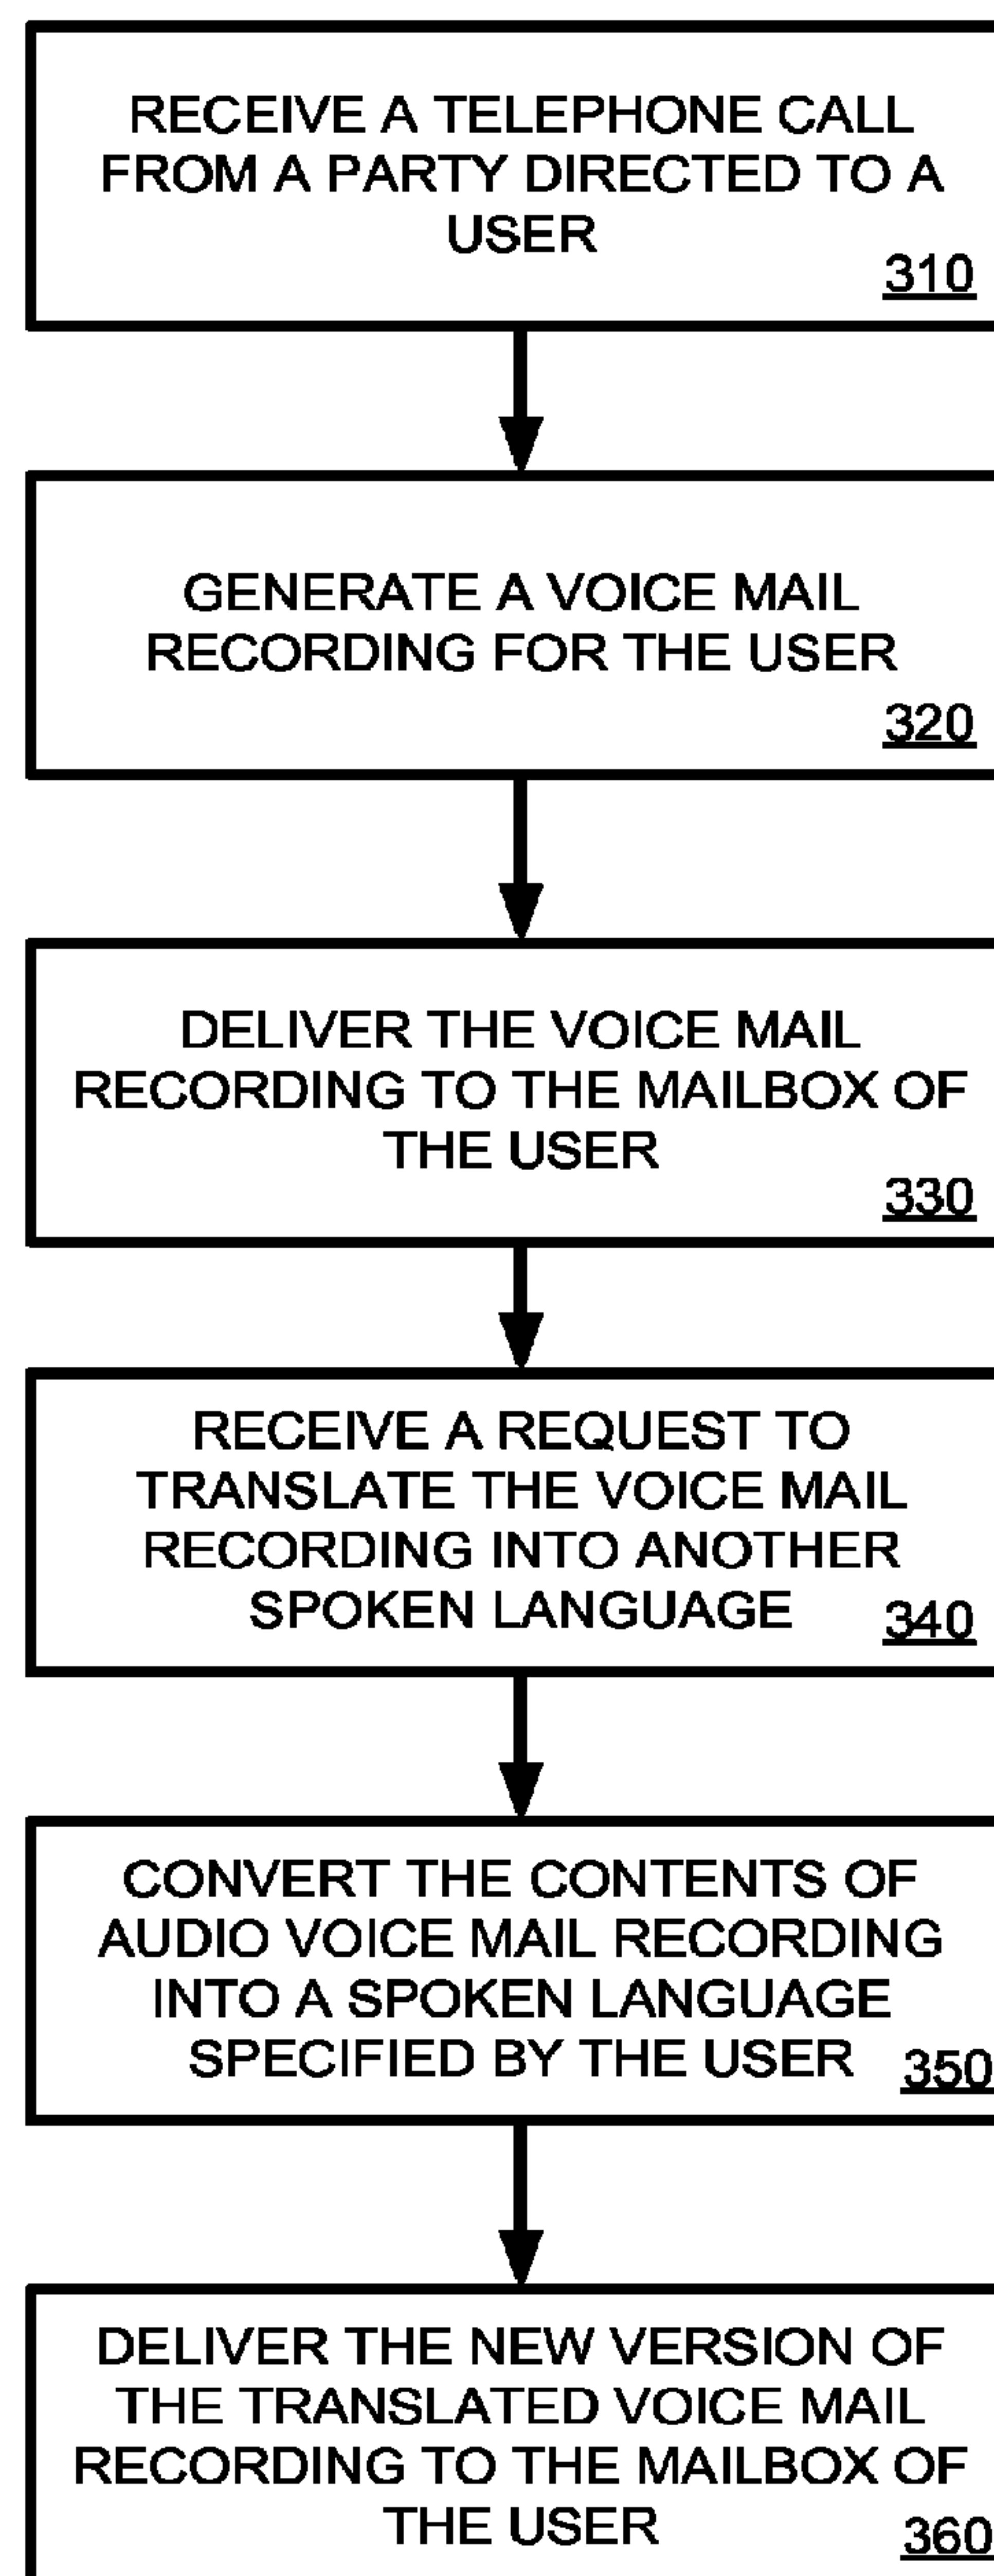 RECEIVE A TELEPHONE CALL
FROM A PARTY DIRECTED TO A
USER
310
GENERATE A VOICE MAIL
RECORDING FOR THE USER
320
DELIVER THE VOICE MAIL
RECORDING TO THE MAILBOX OF
THE USER
330
RECEIVE A REQUEST TO
TRANSLATE THE VOICE MAIL
RECORDING INTO ANOTHER
SPOKEN LANGUAGE
340
CONVERT THE CONTENTS OF
AUDIO VOICE MAIL RECORDING
INTO A SPOKEN LANGUAGE
SPECIFIED BY THE USER
350
DELIVER THE NEW VERSION OF
THE TRANSLATED VOICE MAIL
RECORDING TO THE MAILBOX OF
THE USER
360